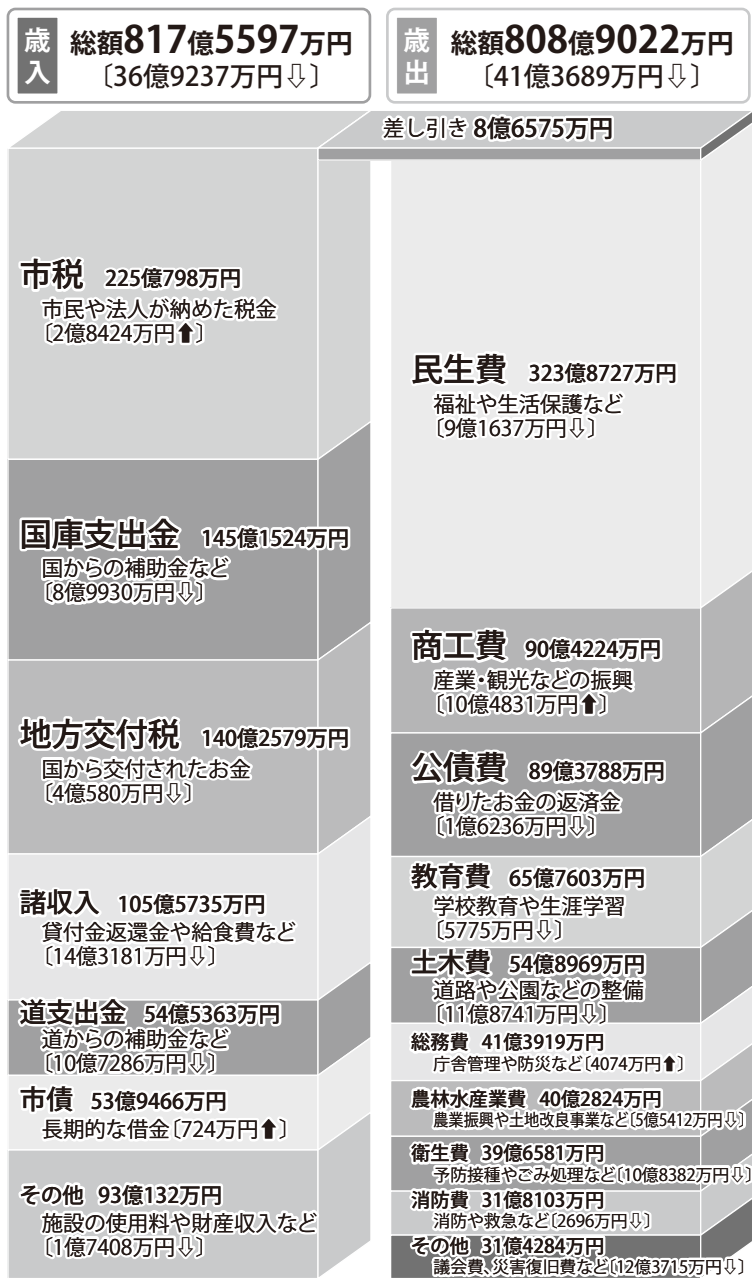 歳入 総額817億5597万円
〔36億9237万円⇩〕
歳出 総額808億9022万円
〔41億3689万円⇩〕
差し引き 8億6575万円
市税 225億798万円
市民や法人が納めた税金
〔2億8424万円⬆〕
国庫支出金 145億1524万円
国からの補助金など
〔8億9930万円⇩〕
地方交付税 140億2579万円
国から交付されたお金
〔4億580万円⇩〕
諸収入 105億5735万円
貸付金返還金や給食費など
〔14億3181万円⇩〕
道支出金 54億5363万円
道からの補助金など
〔10億7286万円⇩〕
市債 53億9466万円
長期的な借金〔724万円⬆〕
その他 93億132万円
施設の使用料や財産収入など
〔1億7408万円⇩〕
民生費 323億8727万円
福祉や生活保護など
〔9億1637万円⇩〕
商工費 90億4224万円
産業・観光などの振興
〔10億4831万円⬆〕
公債費 89億3788万円
借りたお金の返済金
〔1億6236万円⇩〕
教育費 65億7603万円
学校教育や生涯学習
〔5775万円⇩〕
土木費 54億8969万円
道路や公園などの整備
〔11億8741万円⇩〕
総務費 41億3919万円
庁舎管理や防災など〔4074万円⬆〕
農林水産業費 40億2824万円
農業振興や土地改良事業など〔5億5412万円⇩〕
衛生費 39億6581万円
予防接種やごみ処理など〔10億8382万円⇩〕
消防費 31億8103万円
消防や救急など〔2696万円⇩〕
その他 31億4284万円
議会費、災害復旧費など〔12億3715万円⇩〕